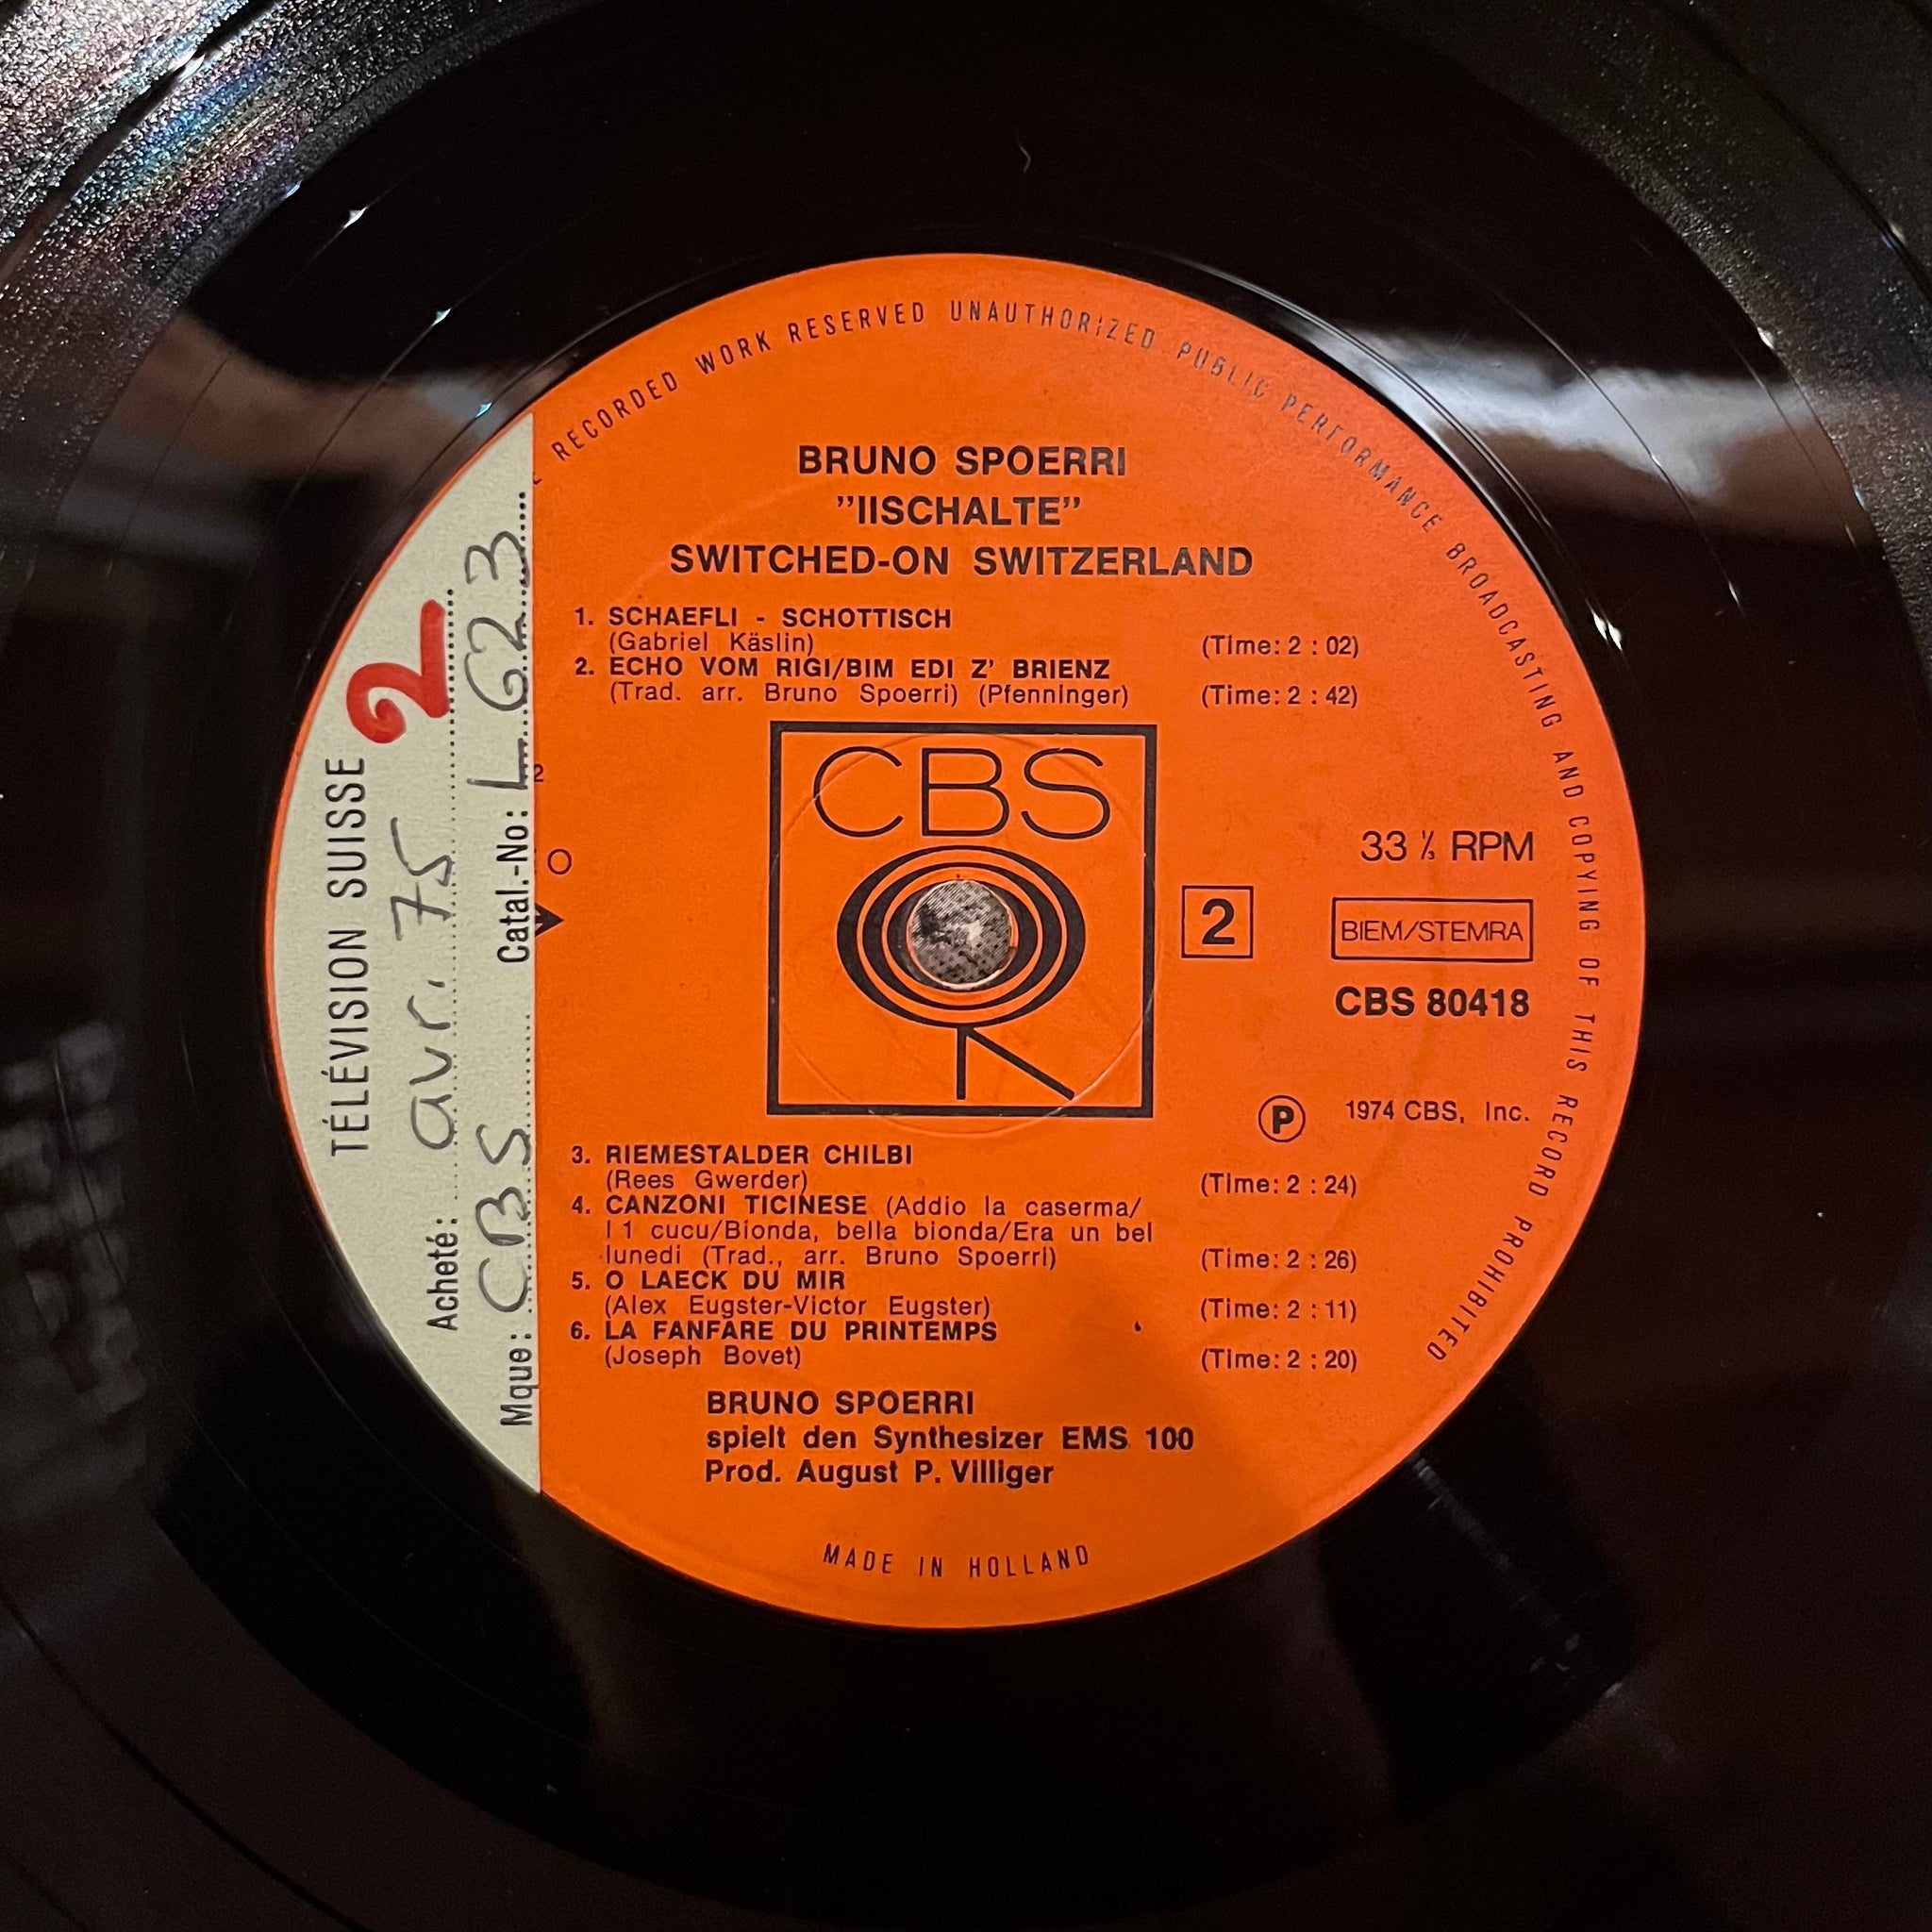 RECORDED WORK RESERVED UNAUTHORIZED PUBLIC PERFORMANCE BROADCASTING AND COPYING OF THIS RECORD PROHIBITED
BRUNO SPOERRI
”IISCHALTE”
SWITCHED-ON SWITZERLAND
1. SCHAEFLI - SCHOTTISCH
(Gabriel Käslin) (Time: 2 : 02)
2. ECHO VOM RIGI/BIM EDI Z' BRIENZ
(Trad. arr. Bruno Spoerri) (Pfenninger) (Time: 2 : 42)
CBS
33 ⅓ RPM
2
BIEM/STEMRA
CBS 80418
Ⓟ 1974 CBS, Inc.
3. RIEMESTALDER CHILBI
(Rees Gwerder) (Time: 2 : 24)
4. CANZONI TICINESE (Addio la caserma/
I 1 cucu/Bionda, bella bionda/Era un bel
lunedi (Trad., arr. Bruno Spoerri) (Time: 2 : 26)
5. O LAECK DU MIR
(Alex Eugster-Victor Eugster) (Time: 2 : 11)
6. LA FANFARE DU PRINTEMPS
(Joseph Bovet) (Time: 2 : 20)
BRUNO SPOERRI
spielt den Synthesizer EMS 100
Prod. August P. Villiger
MADE IN HOLLAND
TÉLÉVISION SUISSE 2
Acheté: avr. 75
Mque: CBS Catal.-No: L 623